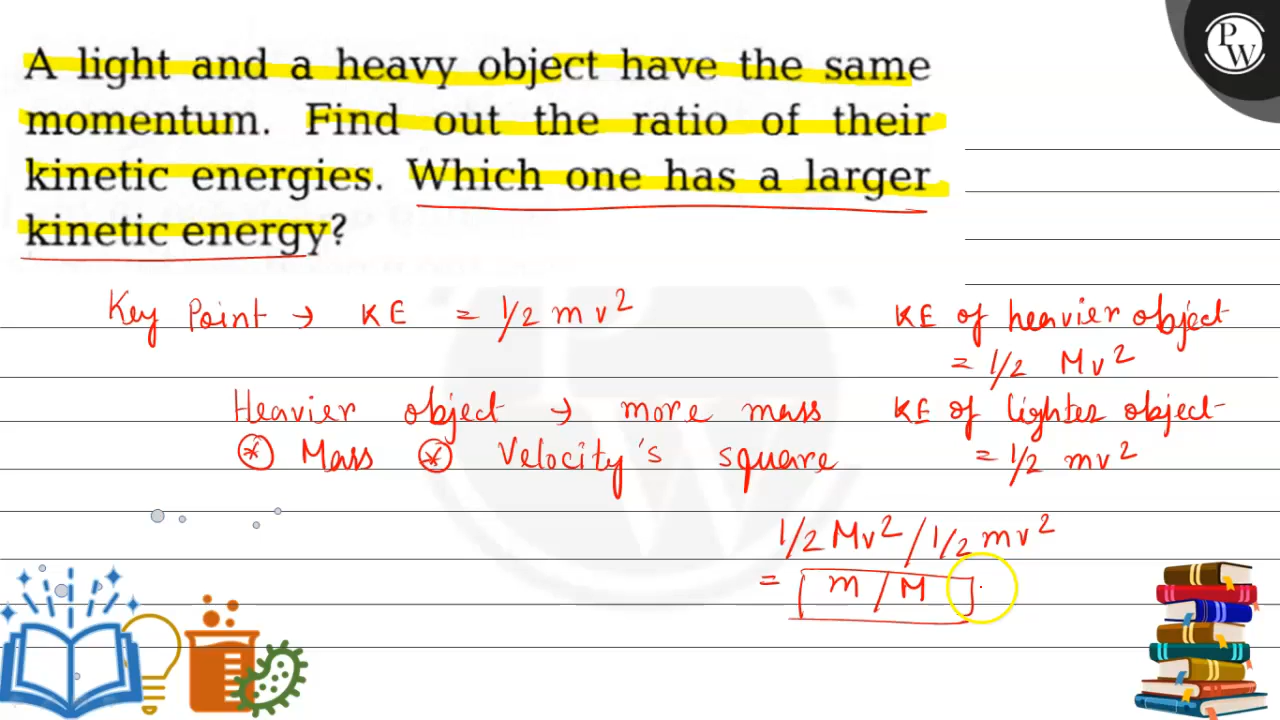 PW
A light and a heavy object have the same
momentum. Find out the ratio of their
kinetic energies. Which one has a larger
kinetic energy?
Key Point → KE = 1/2 mv²
Heavier object → more mass
* Mass * Velocity's square
KE of heavier object
= 1/2 Mv²
KE of lighter object
= 1/2 mv²
1/2 Mv² / 1/2 mv²
= m / M